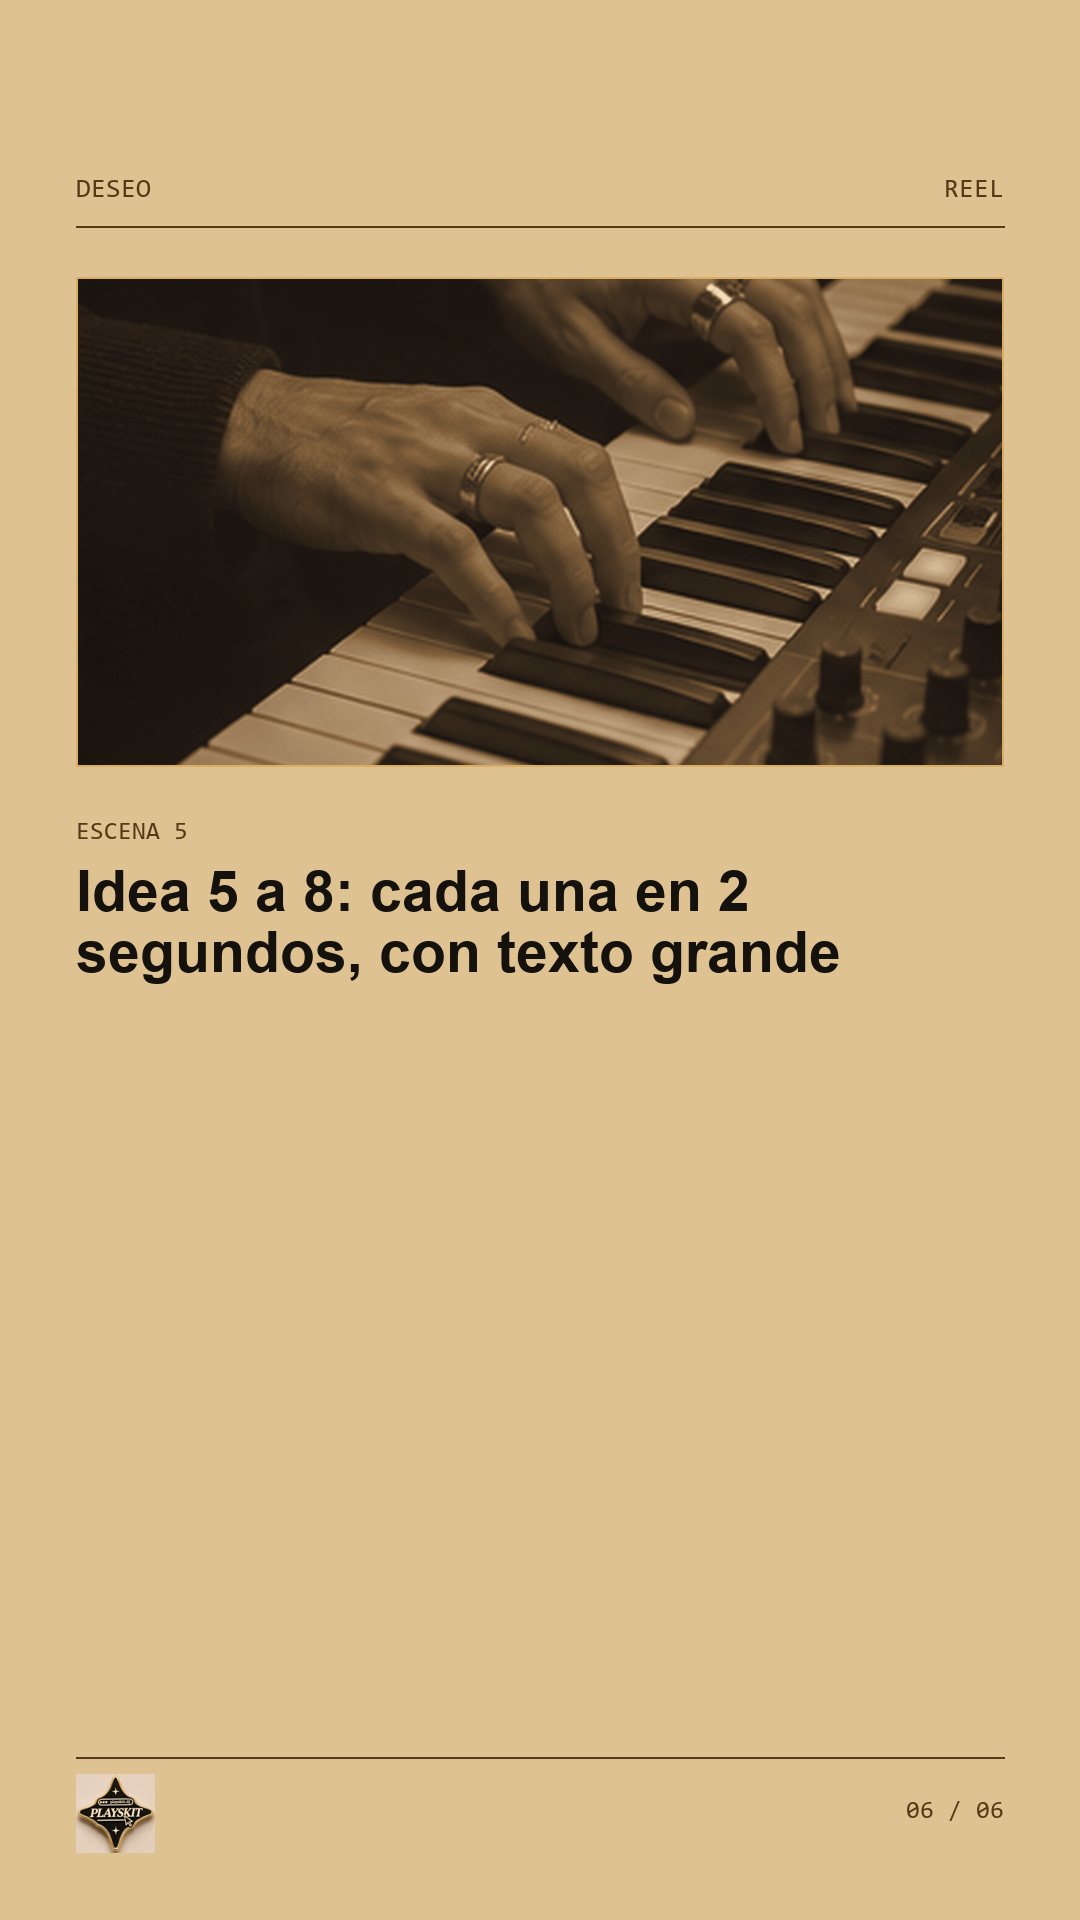 DESEO
REEL
ESCENA 5
Idea 5 a 8: cada una en 2
segundos, con texto grande
PLAYSKIT
06 / 06